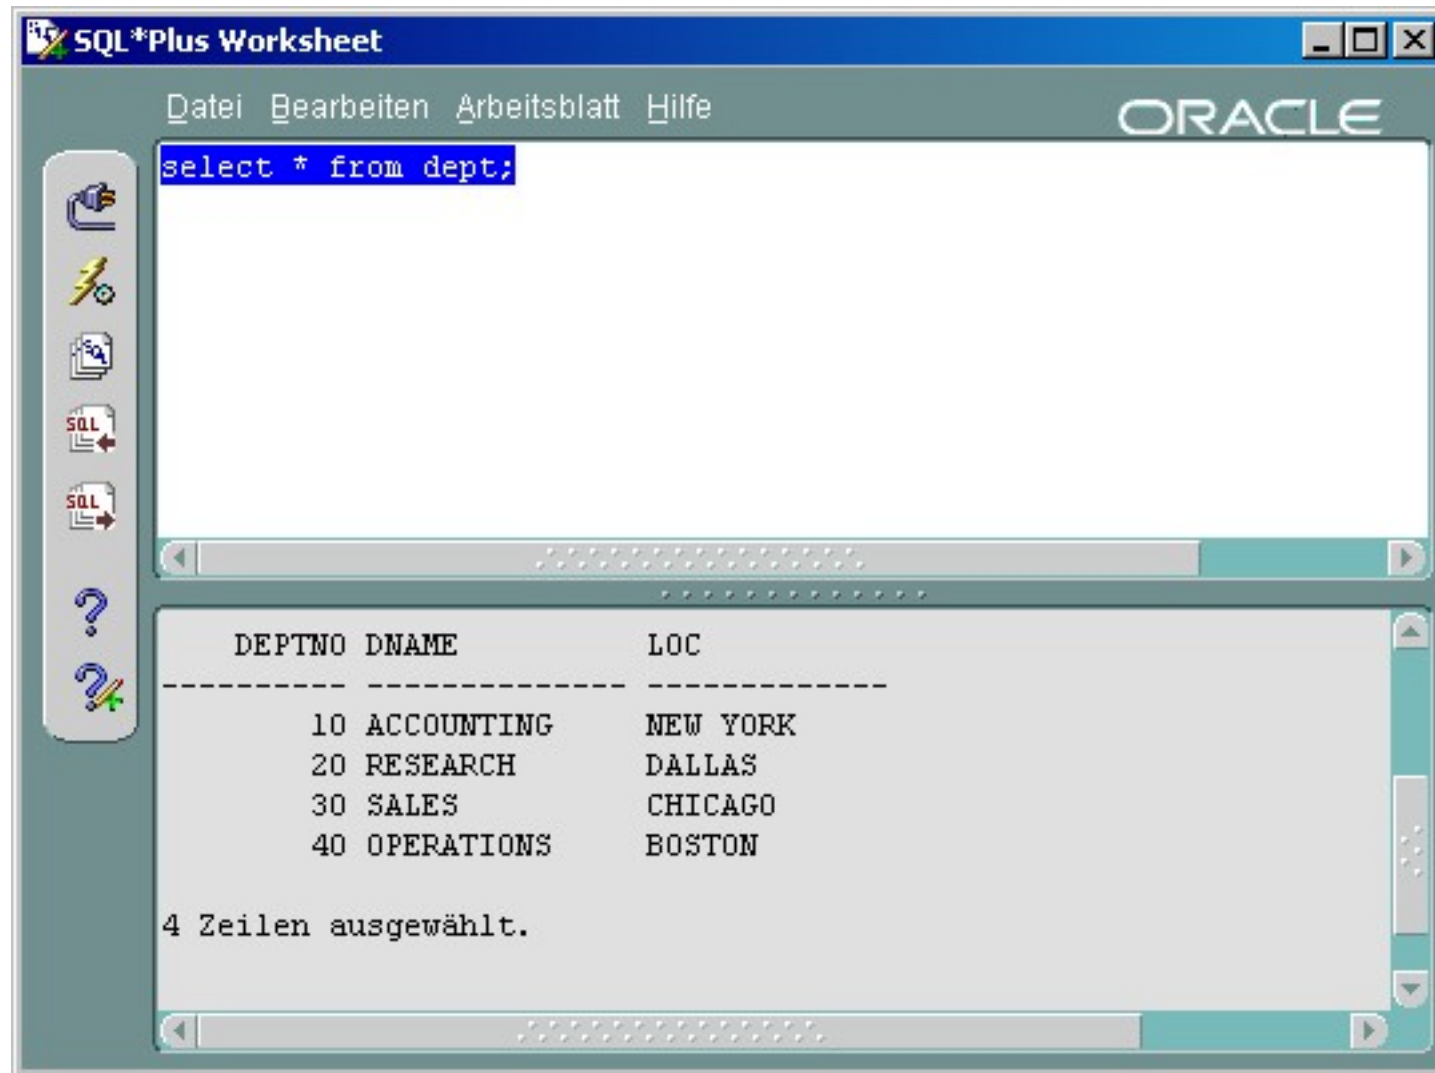 SQL*Plus Worksheet
Datei Bearbeiten Arbeitsblatt Hilfe
ORACLE
select * from dept;
SQL
SQL
SQL
DEPTNO DNAME LOC
---------- -------------- -------------
10 ACCOUNTING NEW YORK
20 RESEARCH DALLAS
30 SALES CHICAGO
40 OPERATIONS BOSTON
4 Zeilen ausgewählt.